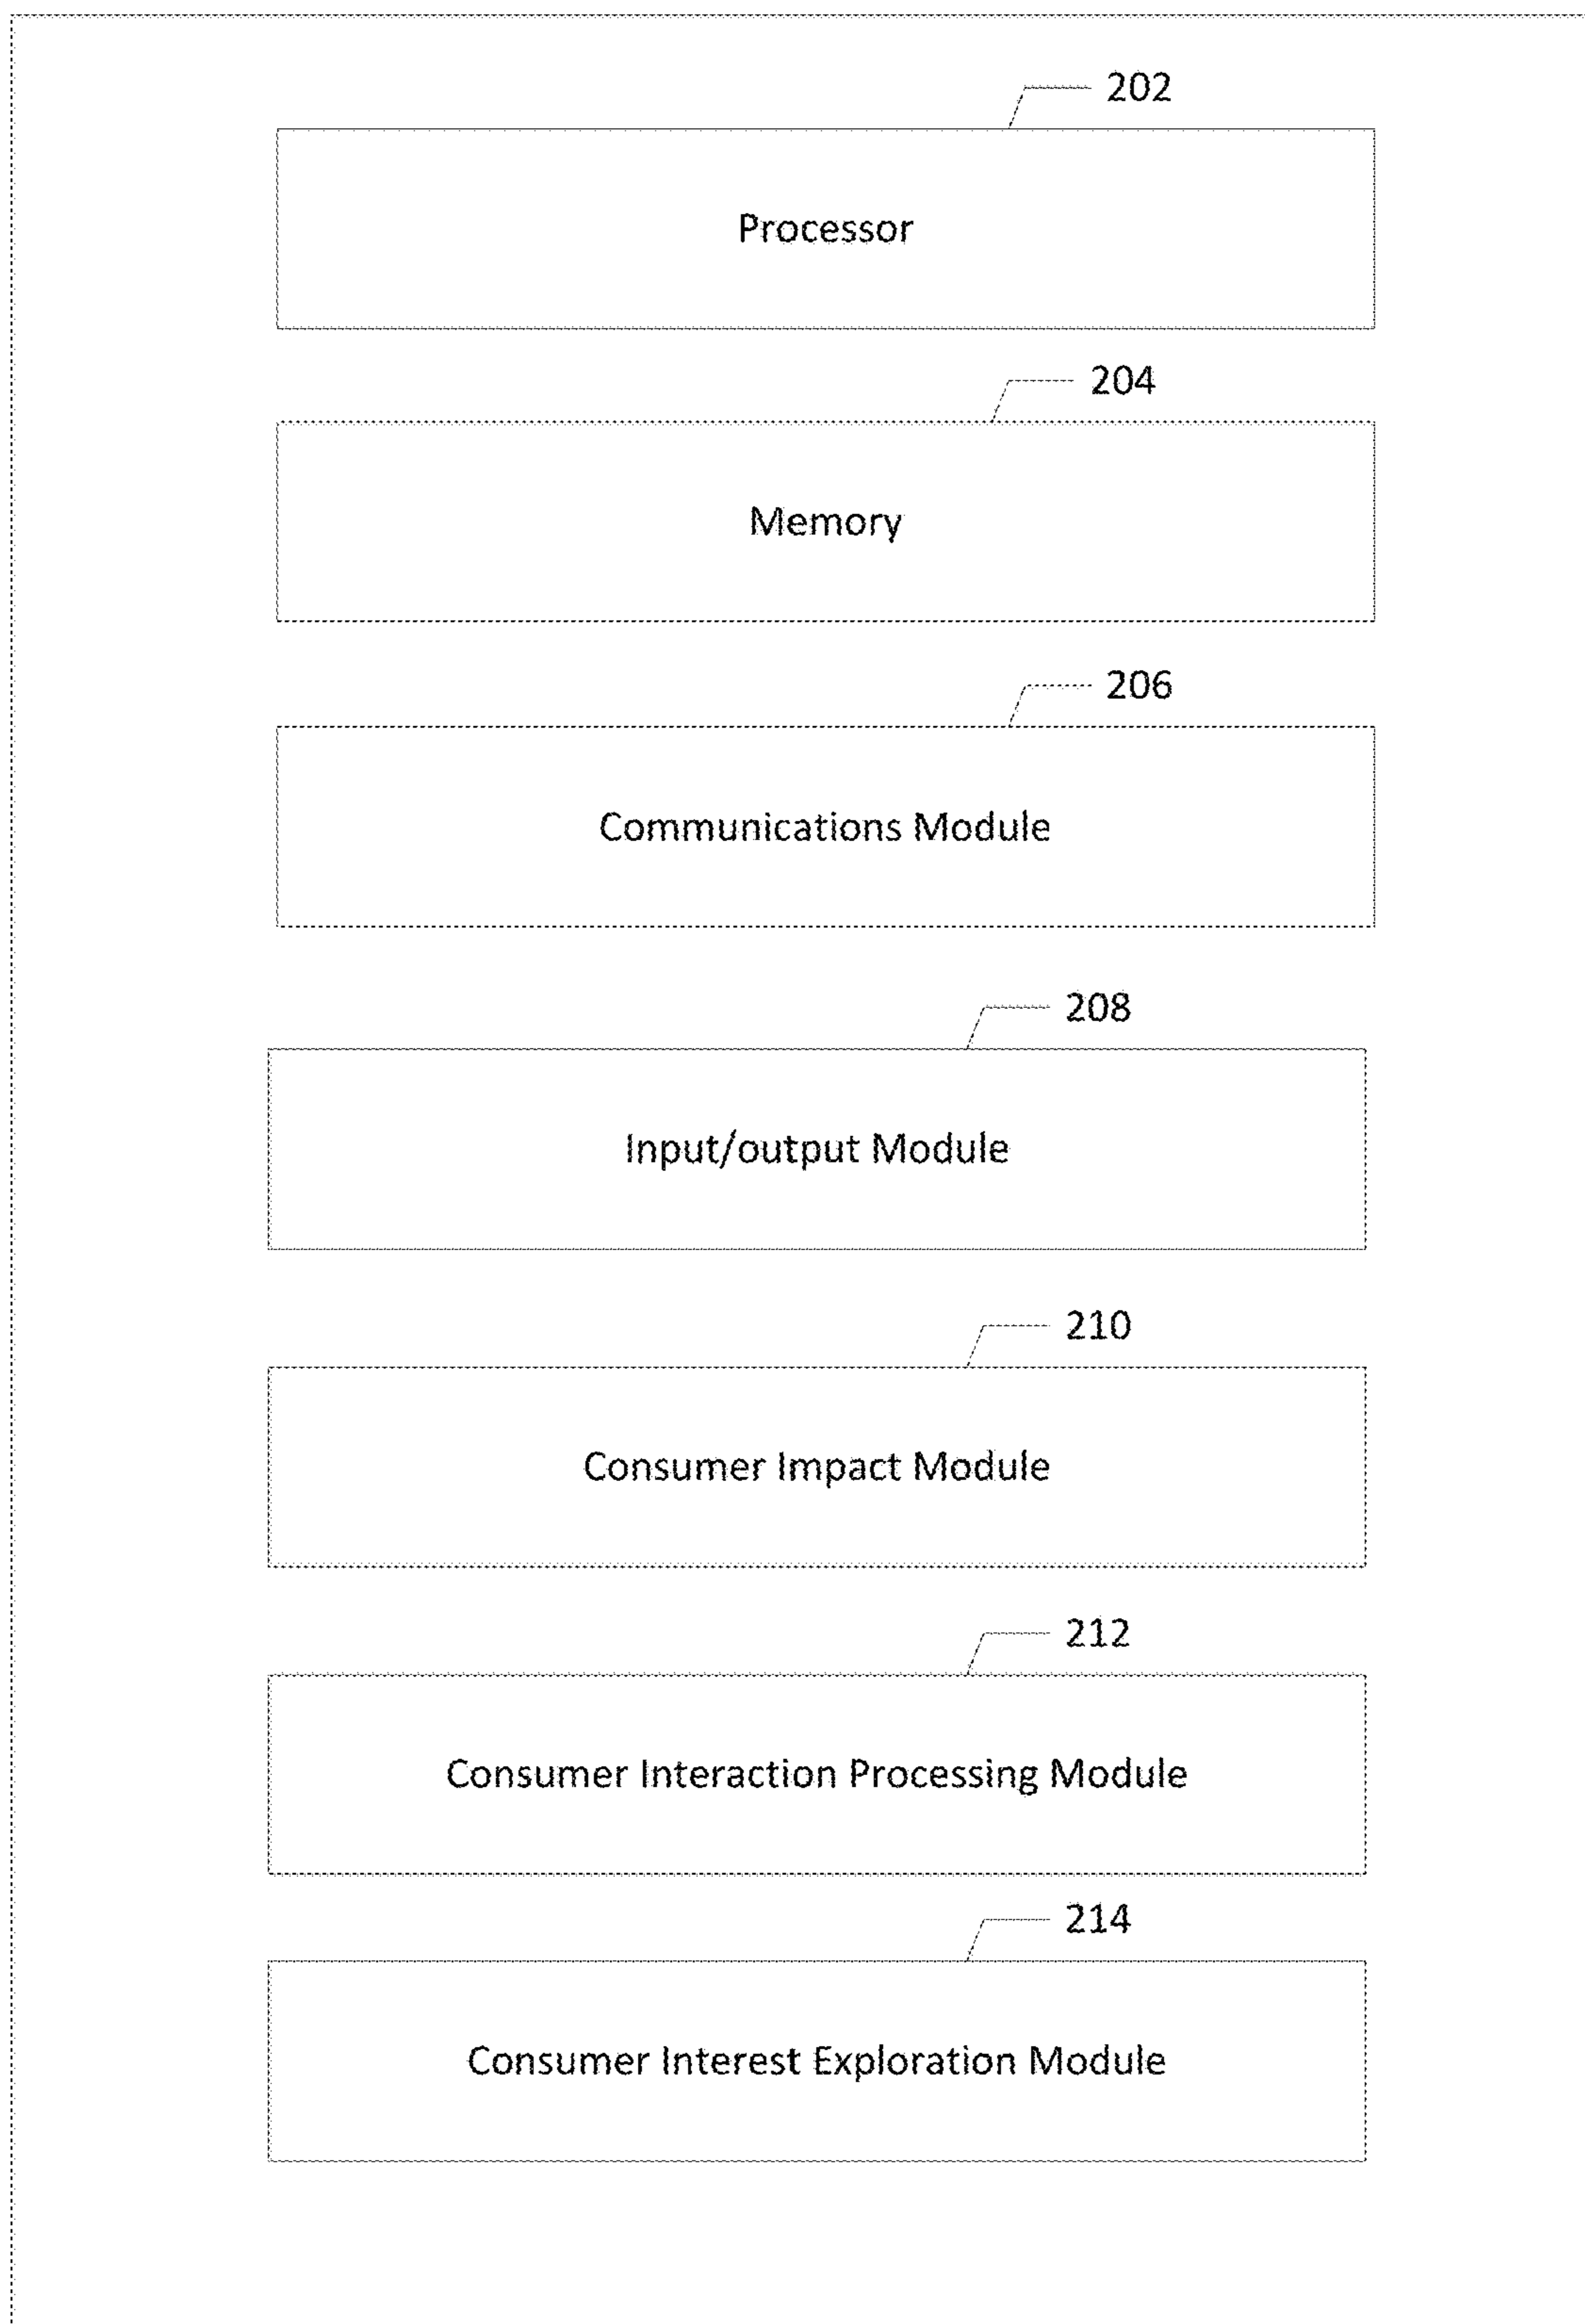 202
Processor
204
Memory
206
Communications Module
208
Input/output Module
210
Consumer Impact Module
212
Consumer Interaction Processing Module
214
Consumer Interest Exploration Module